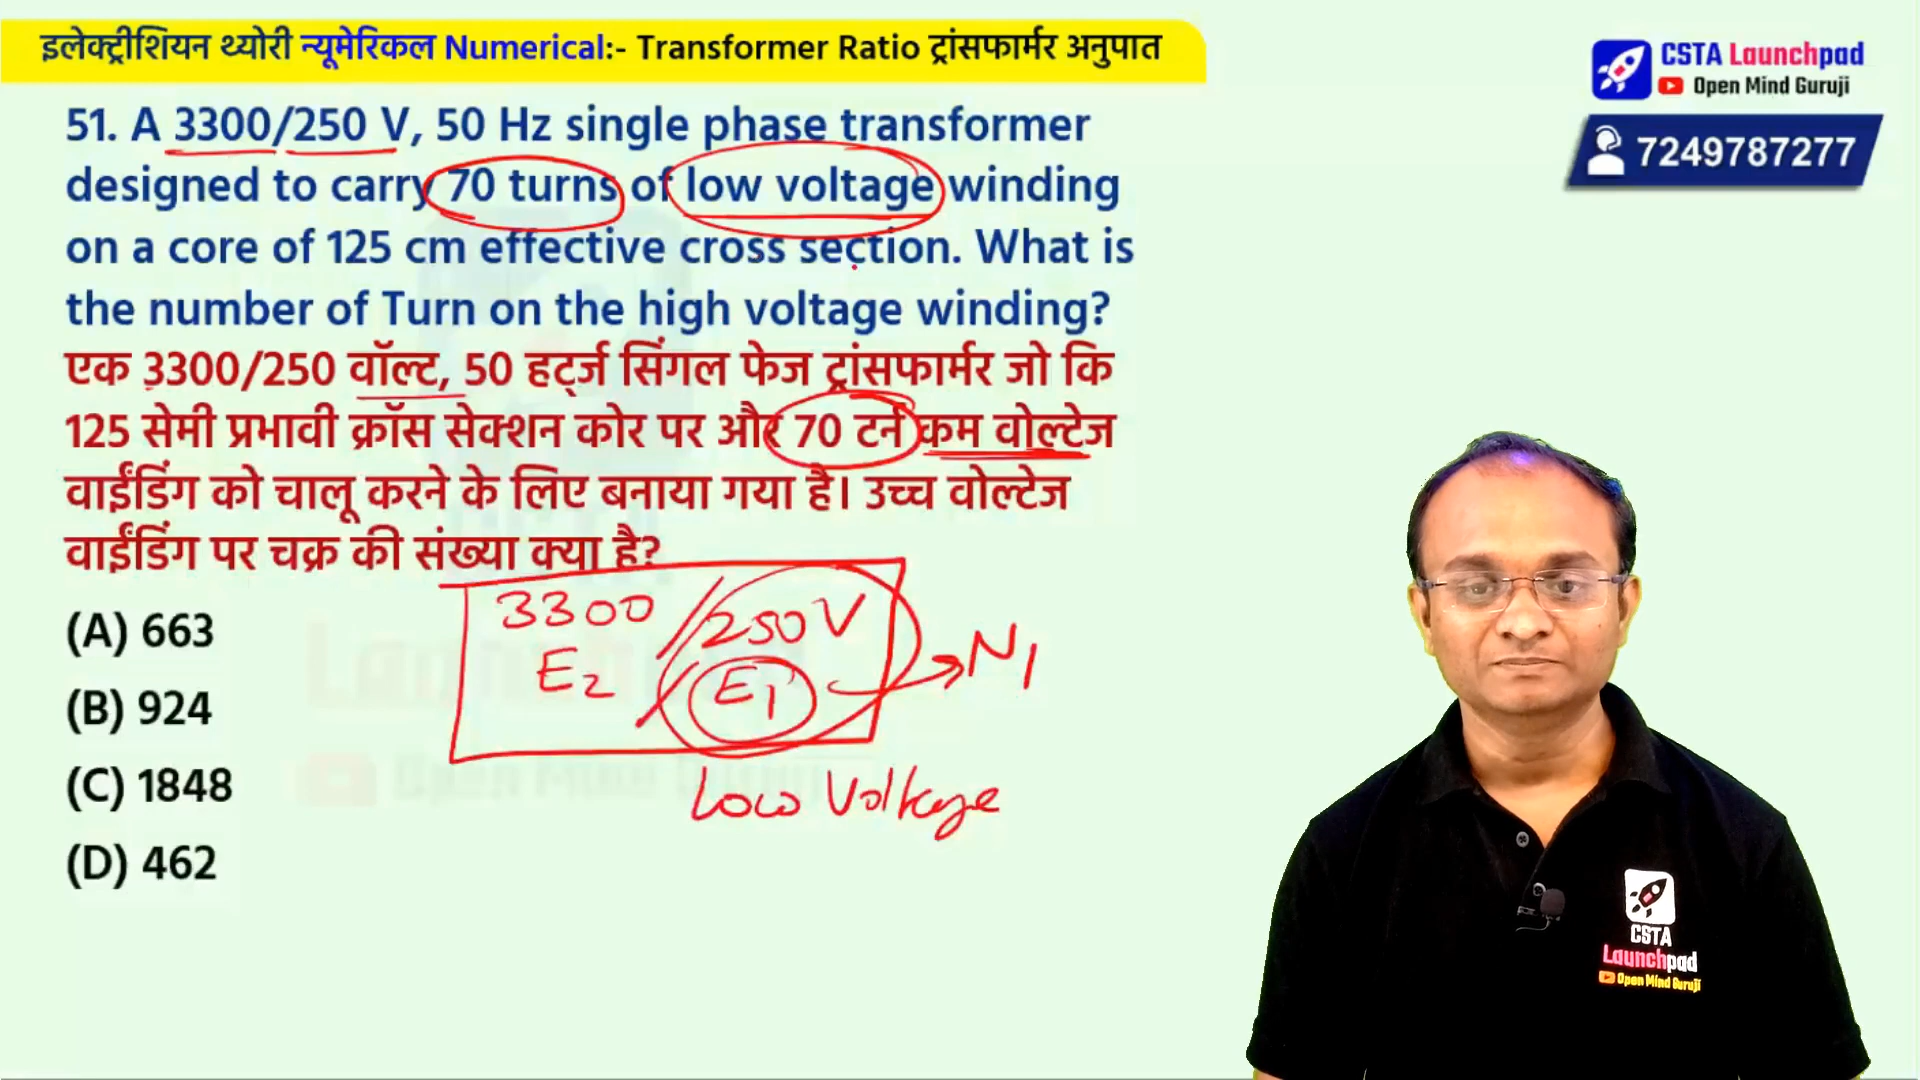 इलेक्ट्रीशियन थ्योरी न्यूमेरिकल Numerical:- Transformer Ratio ट्रांसफार्मर अनुपात
CSTA Launchpad
Open Mind Guruji
7249787277
51. A 3300/250 V, 50 Hz single phase transformer
designed to carry 70 turns of low voltage winding
on a core of 125 cm effective cross section. What is
the number of Turn on the high voltage winding?
एक 3300/250 वॉल्ट, 50 हर्ट्ज सिंगल फेज ट्रांसफार्मर जो कि
125 सेमी प्रभावी क्रॉस सेक्शन कोर पर और 70 टर्न कम वोल्टेज
वाईंडिंग को चालू करने के लिए बनाया गया है। उच्च वोल्टेज
वाईंडिंग पर चक्र की संख्या क्या है?
3300/250V
E2/E1 → N1
Low Voltage
(A) 663
(B) 924
(C) 1848
(D) 462
Launchpad
Open Mind Guruji
CSTA
Launchpad
Open Mind Guruji